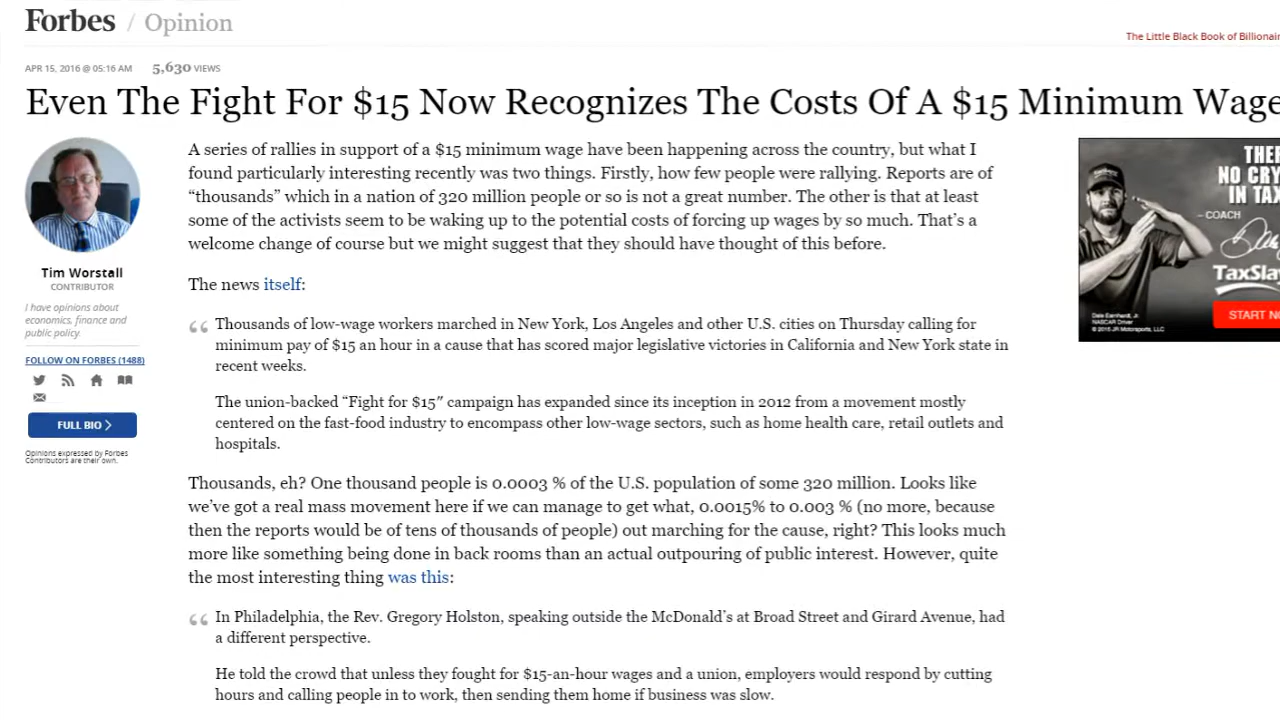 Forbes / Opinion
The Little Black Book of Billionair
APR 15, 2016 @ 05:16 AM 5,630 VIEWS
Even The Fight For $15 Now Recognizes The Costs Of A $15 Minimum Wage
A series of rallies in support of a $15 minimum wage have been happening across the country, but what I
found particularly interesting recently was two things. Firstly, how few people were rallying. Reports are of
“thousands” which in a nation of 320 million people or so is not a great number. The other is that at least
some of the activists seem to be waking up to the potential costs of forcing up wages by so much. That’s a
welcome change of course but we might suggest that they should have thought of this before.
Tim Worstall
CONTRIBUTOR
I have opinions about
economics, finance and
public policy.
FOLLOW ON FORBES (1488)
FULL BIO
Opinions expressed by Forbes
Contributors are their own.
The news itself:
“ Thousands of low-wage workers marched in New York, Los Angeles and other U.S. cities on Thursday calling for
minimum pay of $15 an hour in a cause that has scored major legislative victories in California and New York state in
recent weeks.
The union-backed “Fight for $15″ campaign has expanded since its inception in 2012 from a movement mostly
centered on the fast-food industry to encompass other low-wage sectors, such as home health care, retail outlets and
hospitals.
Thousands, eh? One thousand people is 0.0003 % of the U.S. population of some 320 million. Looks like
we’ve got a real mass movement here if we can manage to get what, 0.0015% to 0.003 % (no more, because
then the reports would be of tens of thousands of people) out marching for the cause, right? This looks much
more like something being done in back rooms than an actual outpouring of public interest. However, quite
the most interesting thing was this:
“ In Philadelphia, the Rev. Gregory Holston, speaking outside the McDonald’s at Broad Street and Girard Avenue, had
a different perspective.
He told the crowd that unless they fought for $15-an-hour wages and a union, employers would respond by cutting
hours and calling people in to work, then sending them home if business was slow.
THER
NO CRY
IN TAX
– COACH
TaxSlay
START NO
Dale Earnhardt, Jr.
NASCAR Driver
© 2015 JR Motorsports, LLC